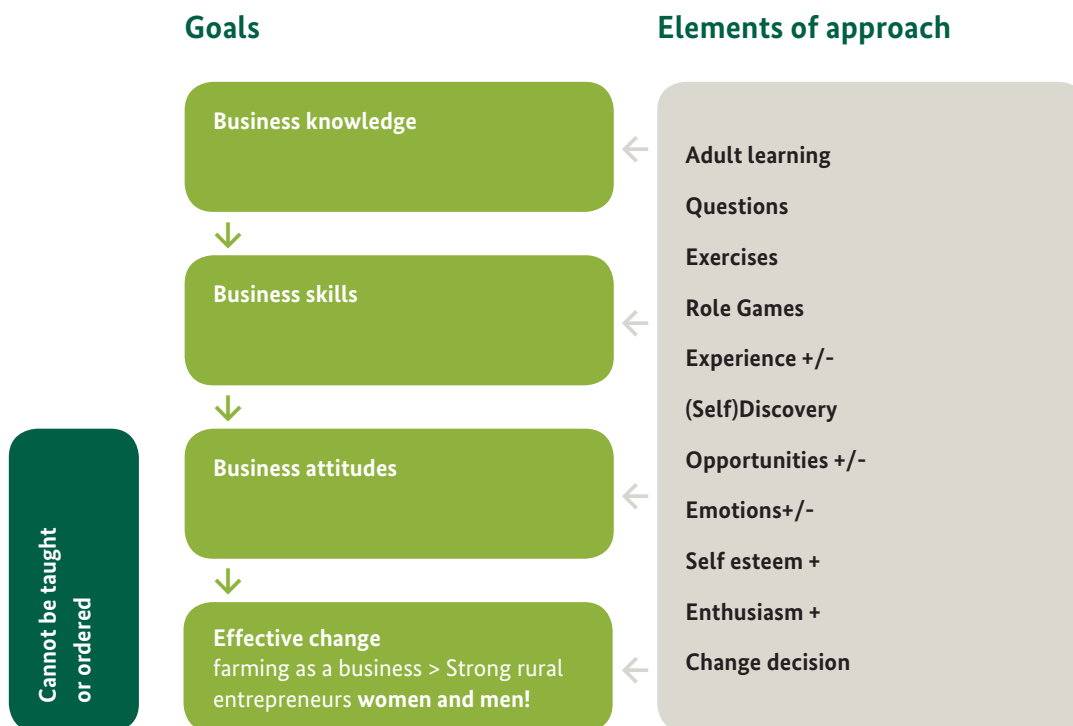 Goals
Elements of approach
Business knowledge
Business skills
Business attitudes
Effective change
farming as a business > Strong rural
entrepreneurs women and men!
Cannot be taught
or ordered
Adult learning
Questions
Exercises
Role Games
Experience +/-
(Self)Discovery
Opportunities +/-
Emotions+/-
Self esteem +
Enthusiasm +
Change decision